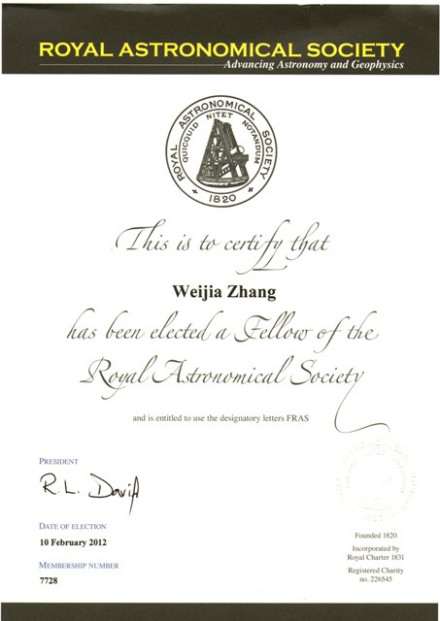 ROYAL ASTRONOMICAL SOCIETY
Advancing Astronomy and Geophysics
ROYAL ASTRONOMICAL SOCIETY
QUICQUID NITET NOTANDUM
1820
This is to certify that
Weijia Zhang
has been elected a Fellow of the
Royal Astronomical Society
and is entitled to use the designatory letters FRAS
PRESIDENT
R.L. Davi
DATE OF ELECTION
10 February 2012
MEMBERSHIP NUMBER
7728
Founded 1820
Incorporated by
Royal Charter 1831
Registered Charity
no. 226545